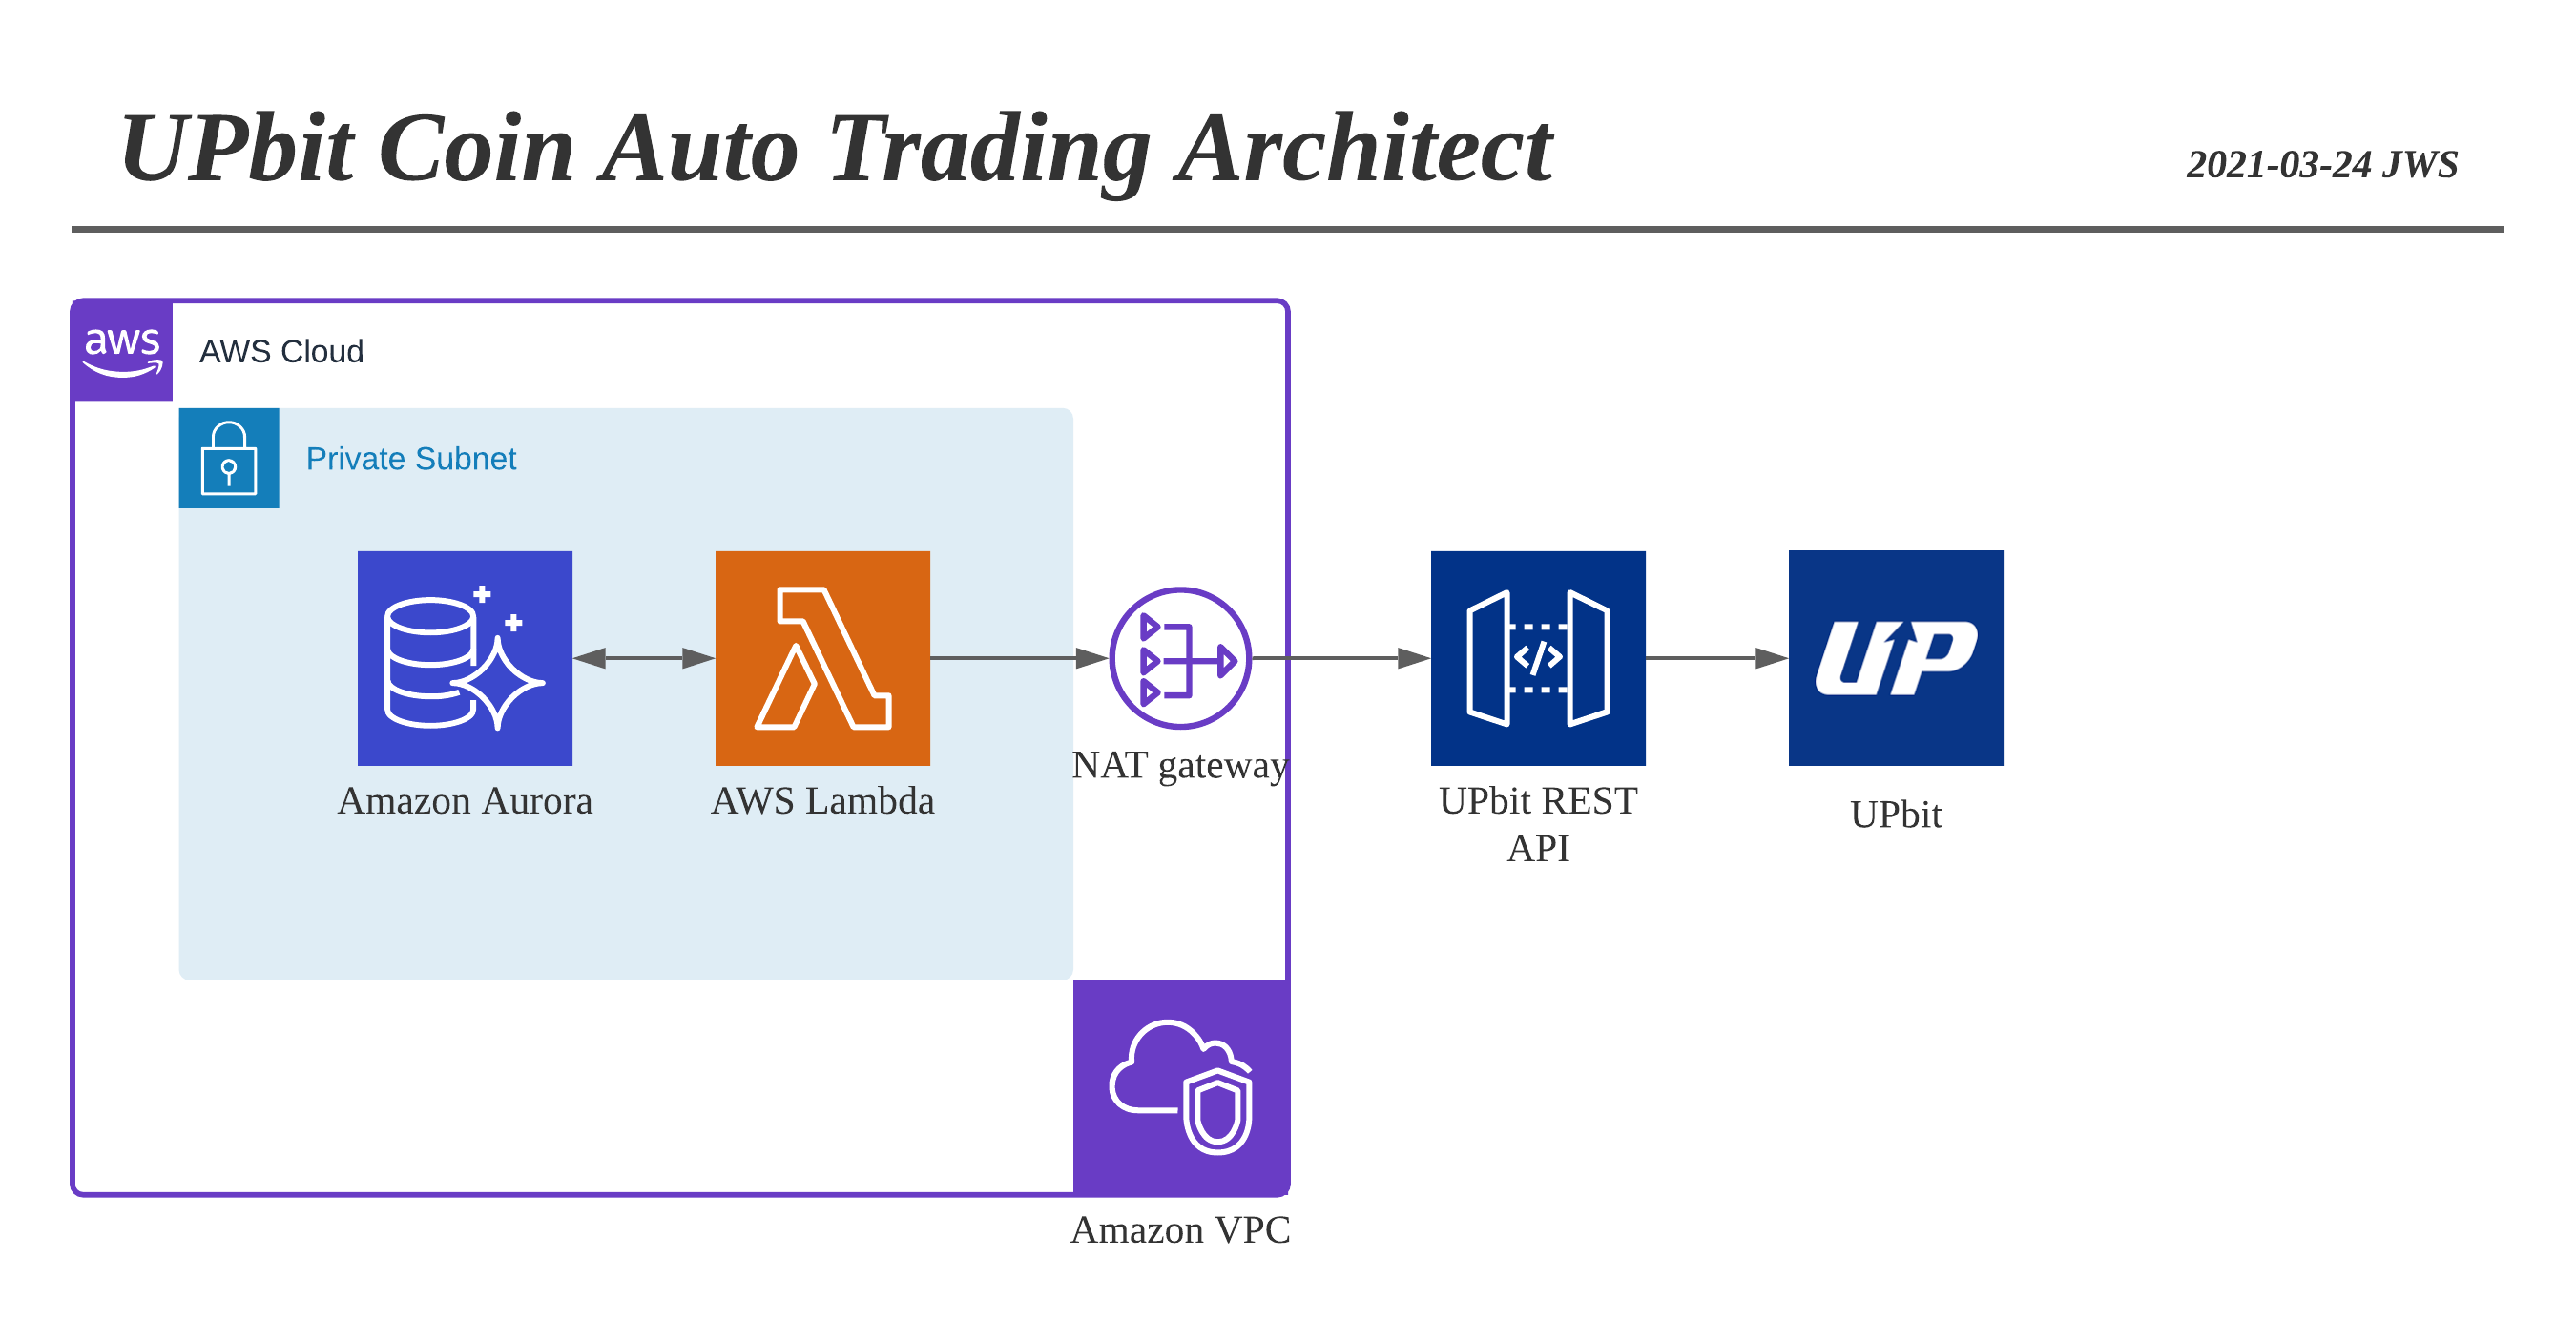 UPbit Coin Auto Trading Architect
2021-03-24 JWS
aws
AWS Cloud
Private Subnet
Amazon Aurora
AWS Lambda
NAT gateway
UPbit REST
API
UP
UPbit
Amazon VPC